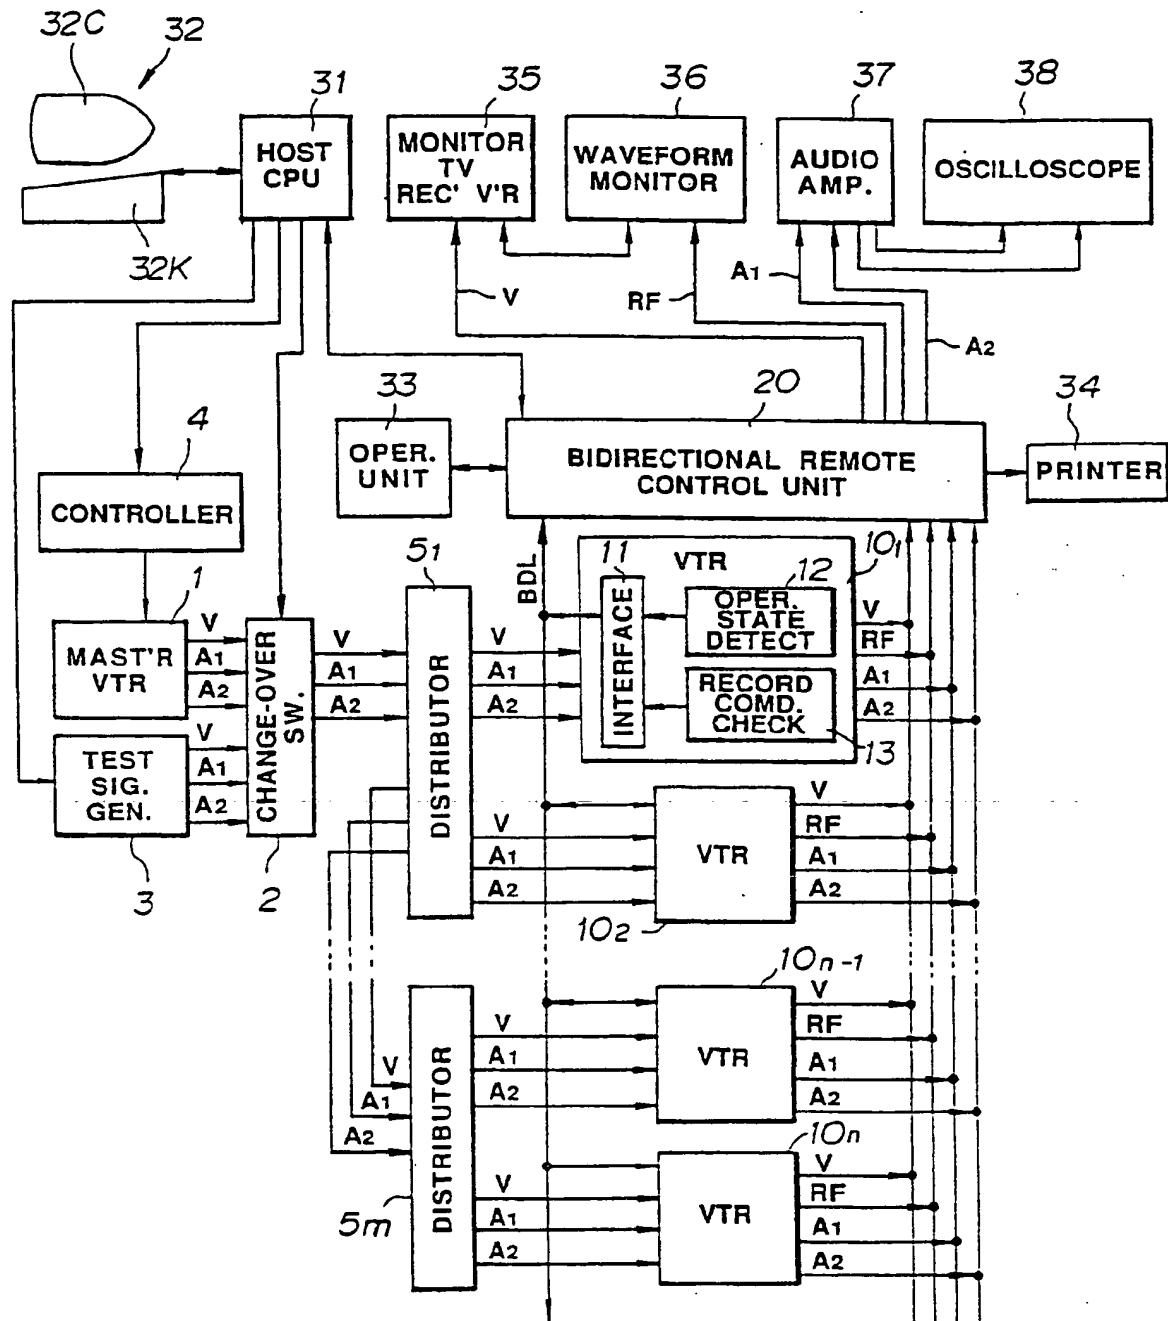 32C
32
31
35
36
37
38
HOST
CPU
MONITOR
TV
REC' V'R
WAVEFORM
MONITOR
AUDIO
AMP.
OSCILLOSCOPE
32K
V
RF
A1
A2
33
20
34
4
OPER.
UNIT
BIDIRECTIONAL REMOTE
CONTROL UNIT
PRINTER
CONTROLLER
1
51
BDL
11
VTR
12
101
INTERFACE
OPER.
STATE
DETECT
RECORD
COMD.
CHECK
13
V
RF
A1
A2
MAST'R
VTR
V
A1
A2
CHANGE-OVER
SW.
V
A1
A2
DISTRIBUTOR
V
A1
A2
TEST
SIG.
GEN.
V
A1
A2
3
2
V
A1
A2
VTR
V
RF
A1
A2
102
10n-1
V
A1
A2
DISTRIBUTOR
V
A1
A2
VTR
V
RF
A1
A2
10n
5m
V
A1
A2
VTR
V
RF
A1
A2